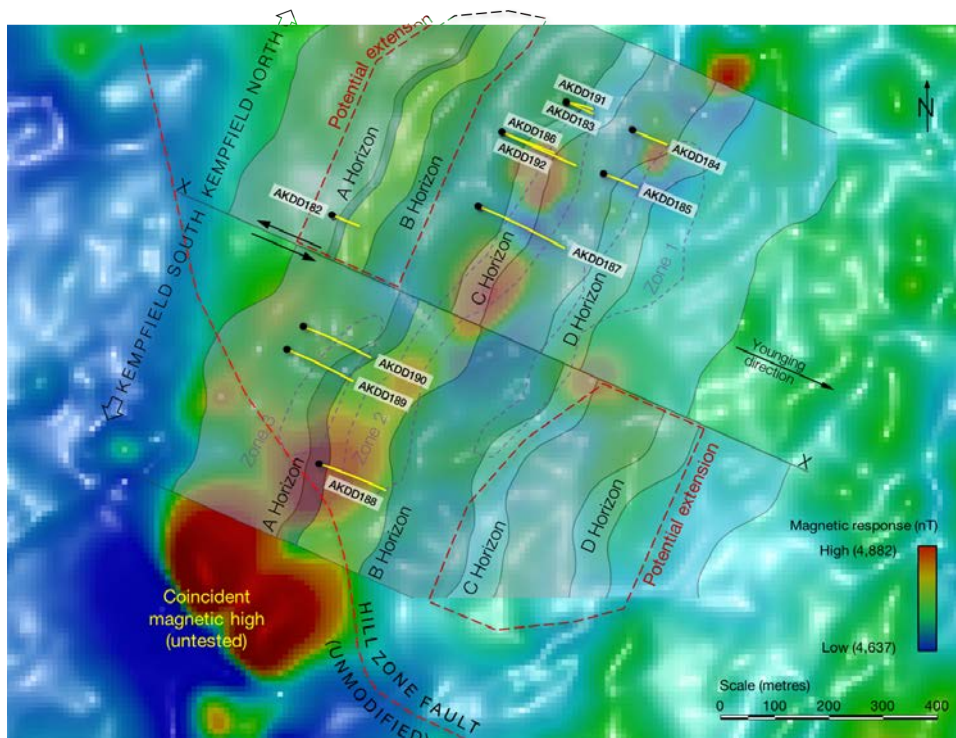 KEMPFIELD NORTH
KEMPFIELD SOUTH
Potential extension
N
X
A Horizon
B Horizon
C Horizon
D Horizon
AKDD191
AKDD183
AKDD186
AKDD192
AKDD184
AKDD185
AKDD182
AKDD187
Zone 1
Younging
direction
AKDD190
AKDD189
Zone 3
Zone 2
AKDD188
X
A Horizon
B Horizon
C Horizon
D Horizon
Potential extension
Coincident
magnetic high
(untested)
HILL ZONE FAULT
(UNMODIFIED)
Magnetic response (nT)
High (4,882)
Low (4,637)
Scale (metres)
0 100 200 300 400